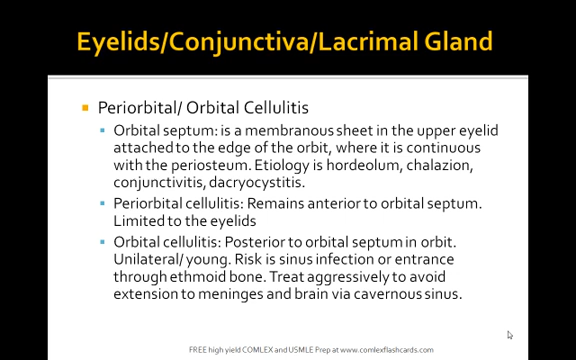 Eyelids/Conjunctiva/Lacrimal Gland
Periorbital/ Orbital Cellulitis
Orbital septum: is a membranous sheet in the upper eyelid
attached to the edge of the orbit, where it is continuous
with the periosteum. Etiology is hordeolum, chalazion,
conjunctivitis, dacryocystitis.
Periorbital cellulitis: Remains anterior to orbital septum.
Limited to the eyelids
Orbital cellulitis: Posterior to orbital septum in orbit.
Unilateral/ young. Risk is sinus infection or entrance
through ethmoid bone. Treat aggressively to avoid
extension to meninges and brain via cavernous sinus.
FREE high yield COMLEX and USMLE Prep at www.comlexflashcards.com